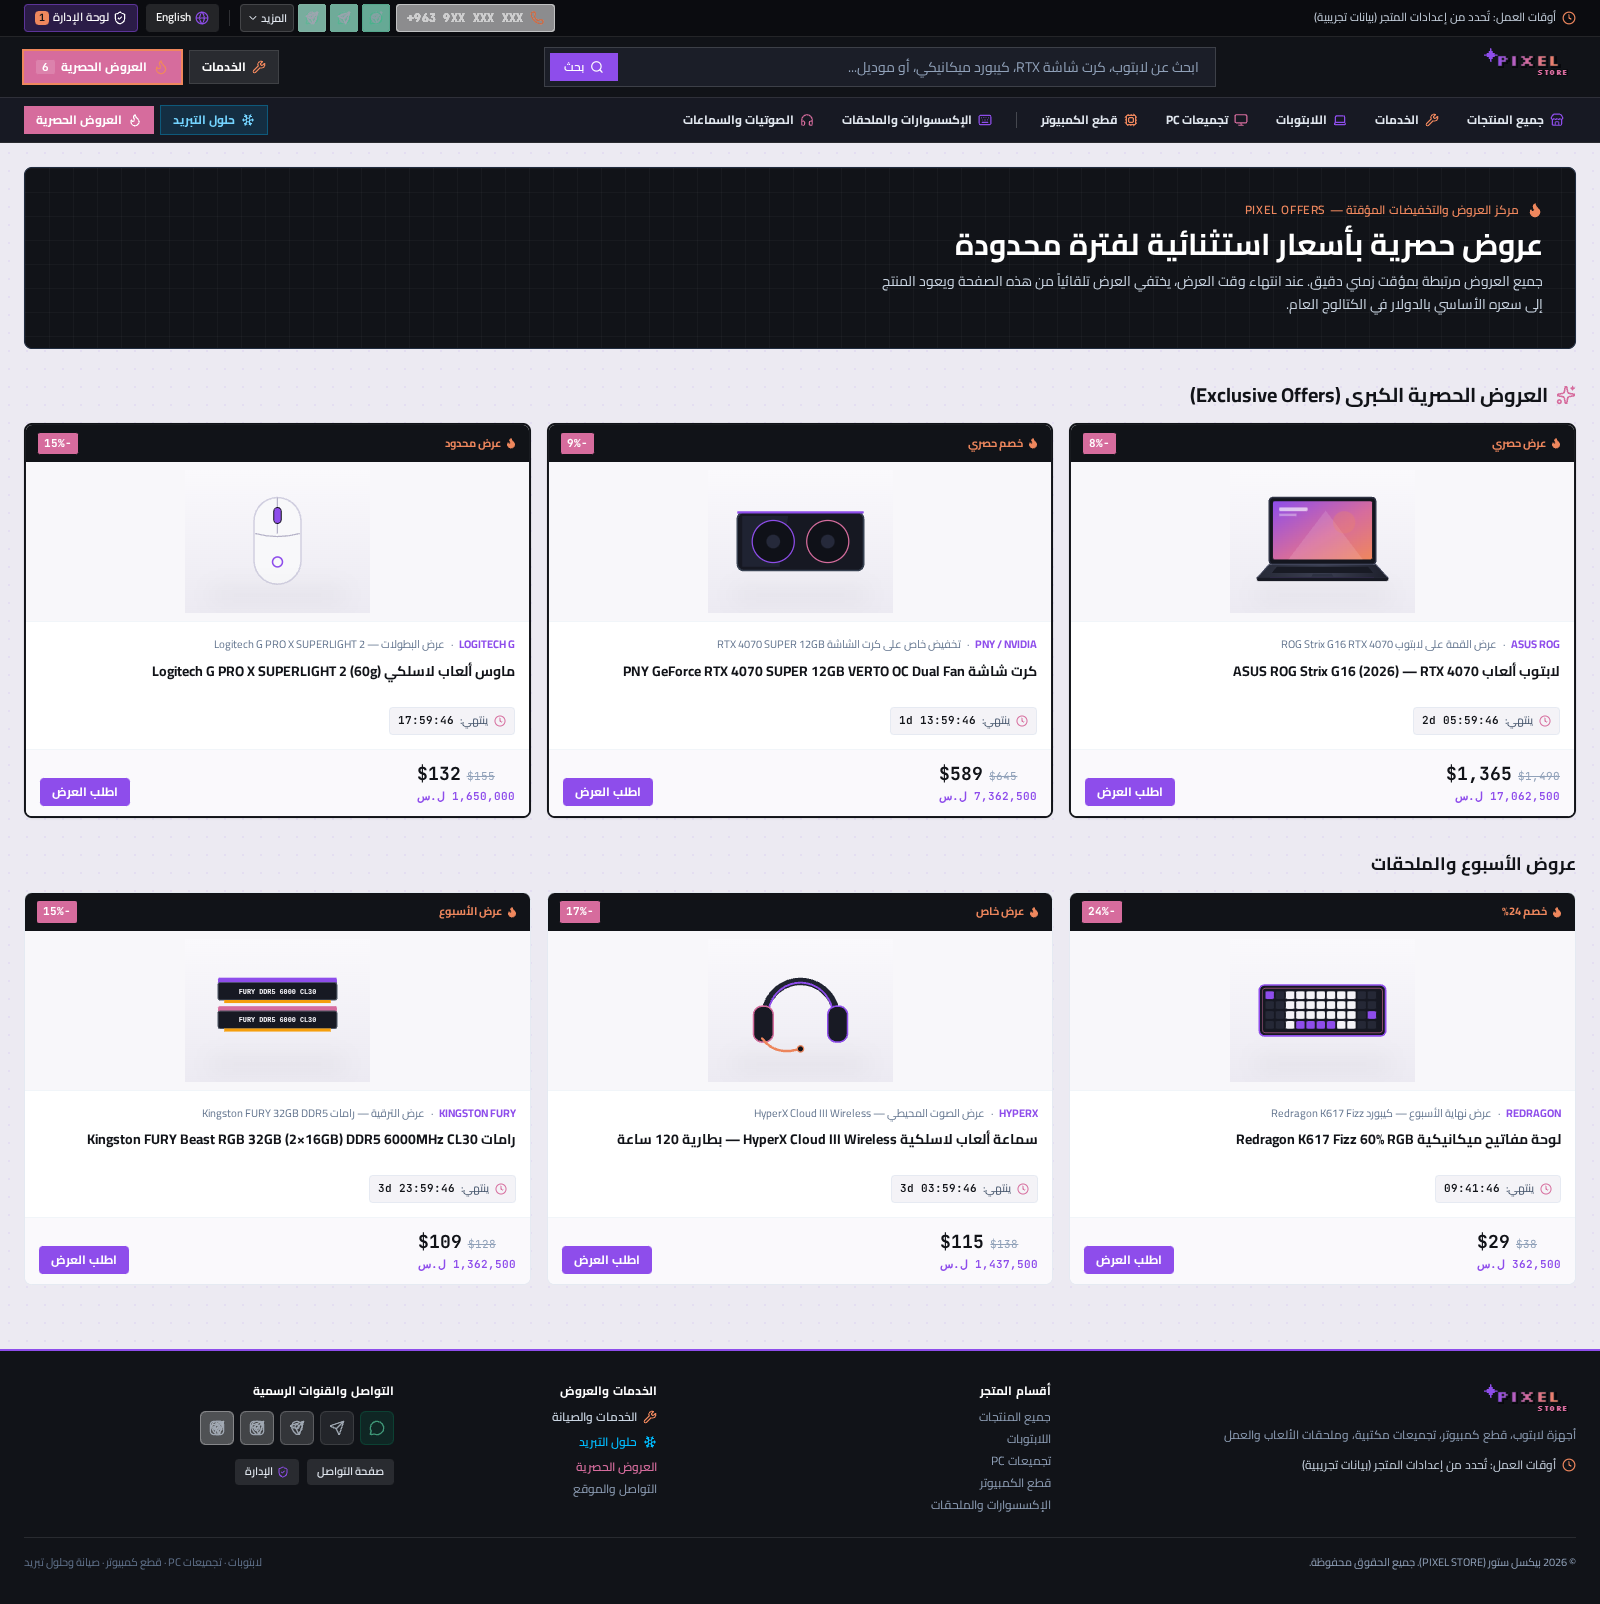 أوقات العمل: تُحدد من إعدادات المتجر (بيانات تجريبية)
+963 9XX XXX XXX
المزيد
English
لوحة الإدارة 1
PIXEL
STORE
ابحث عن لابتوب، كرت شاشة RTX، كيبورد ميكانيكي، أو موديل...
بحث
الخدمات
العروض الحصرية 6
جميع المنتجات
الخدمات
اللابتوبات
تجميعات PC
قطع الكمبيوتر
الإكسسوارات والملحقات
الصوتيات والسماعات
حلول التبريد
العروض الحصرية
مركز العروض والتخفيضات المؤقتة — PIXEL OFFERS
عروض حصرية بأسعار استثنائية لفترة محدودة
جميع العروض مرتبطة بمؤقت زمني دقيق. عند انتهاء وقت العرض، يختفي العرض تلقائياً من هذه الصفحة ويعود المنتج
إلى سعره الأساسي بالدولار في الكتالوج العام.
العروض الحصرية الكبرى (Exclusive Offers)
عرض حصري
-8%
ASUS ROG · عرض القمة على لابتوب ROG Strix G16 RTX 4070
لابتوب ألعاب ASUS ROG Strix G16 (2026) — RTX 4070
ينتهي: 2d 05:59:46
$1,490 $1,365
17,062,500 ل.س
اطلب العرض
خصم حصري
-9%
PNY / NVIDIA · تخفيض خاص على كرت الشاشة RTX 4070 SUPER 12GB
كرت شاشة PNY GeForce RTX 4070 SUPER 12GB VERTO OC Dual Fan
ينتهي: 1d 13:59:46
$645 $589
7,362,500 ل.س
اطلب العرض
عرض محدود
-15%
LOGITECH G · عرض البطولات — Logitech G PRO X SUPERLIGHT 2
ماوس ألعاب لاسلكي Logitech G PRO X SUPERLIGHT 2 (60g)
ينتهي: 17:59:46
$155 $132
1,650,000 ل.س
اطلب العرض
عروض الأسبوع والملحقات
خصم 24%
-24%
REDRAGON · عرض نهاية الأسبوع — كيبورد Redragon K617 Fizz
لوحة مفاتيح ميكانيكية Redragon K617 Fizz 60% RGB
ينتهي: 09:41:46
$38 $29
362,500 ل.س
اطلب العرض
عرض خاص
-17%
HYPERX · عرض الصوت المحيطي — HyperX Cloud III Wireless
سماعة ألعاب لاسلكية HyperX Cloud III Wireless — بطارية 120 ساعة
ينتهي: 3d 03:59:46
$138 $115
1,437,500 ل.س
اطلب العرض
عرض الأسبوع
-15%
FURY DDR5 6000 CL30
FURY DDR5 6000 CL30
KINGSTON FURY · عرض الترقية — رامات Kingston FURY 32GB DDR5
رامات Kingston FURY Beast RGB 32GB (2×16GB) DDR5 6000MHz CL30
ينتهي: 3d 23:59:46
$128 $109
1,362,500 ل.س
اطلب العرض
PIXEL
STORE
أجهزة لابتوب، قطع كمبيوتر، تجميعات مكتبية، وملحقات الألعاب والعمل
أوقات العمل: تُحدد من إعدادات المتجر (بيانات تجريبية)
أقسام المتجر
جميع المنتجات
اللابتوبات
تجميعات PC
قطع الكمبيوتر
الإكسسوارات والملحقات
الخدمات والعروض
الخدمات والصيانة
حلول التبريد
العروض الحصرية
التواصل والموقع
التواصل والقنوات الرسمية
صفحة التواصل
الإدارة
© 2026 بيكسل ستور (PIXEL STORE). جميع الحقوق محفوظة.
لابتوبات · تجميعات PC · قطع كمبيوتر · صيانة وحلول تبريد